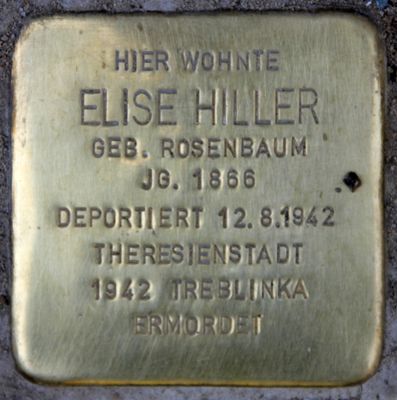 HIER WOHNTE
ELISE HILLER
GEB. ROSENBAUM
JG. 1866
DEPORTIERT 12.8.1942
THERESIENSTADT
1942 TREBLINKA
ERMORDET